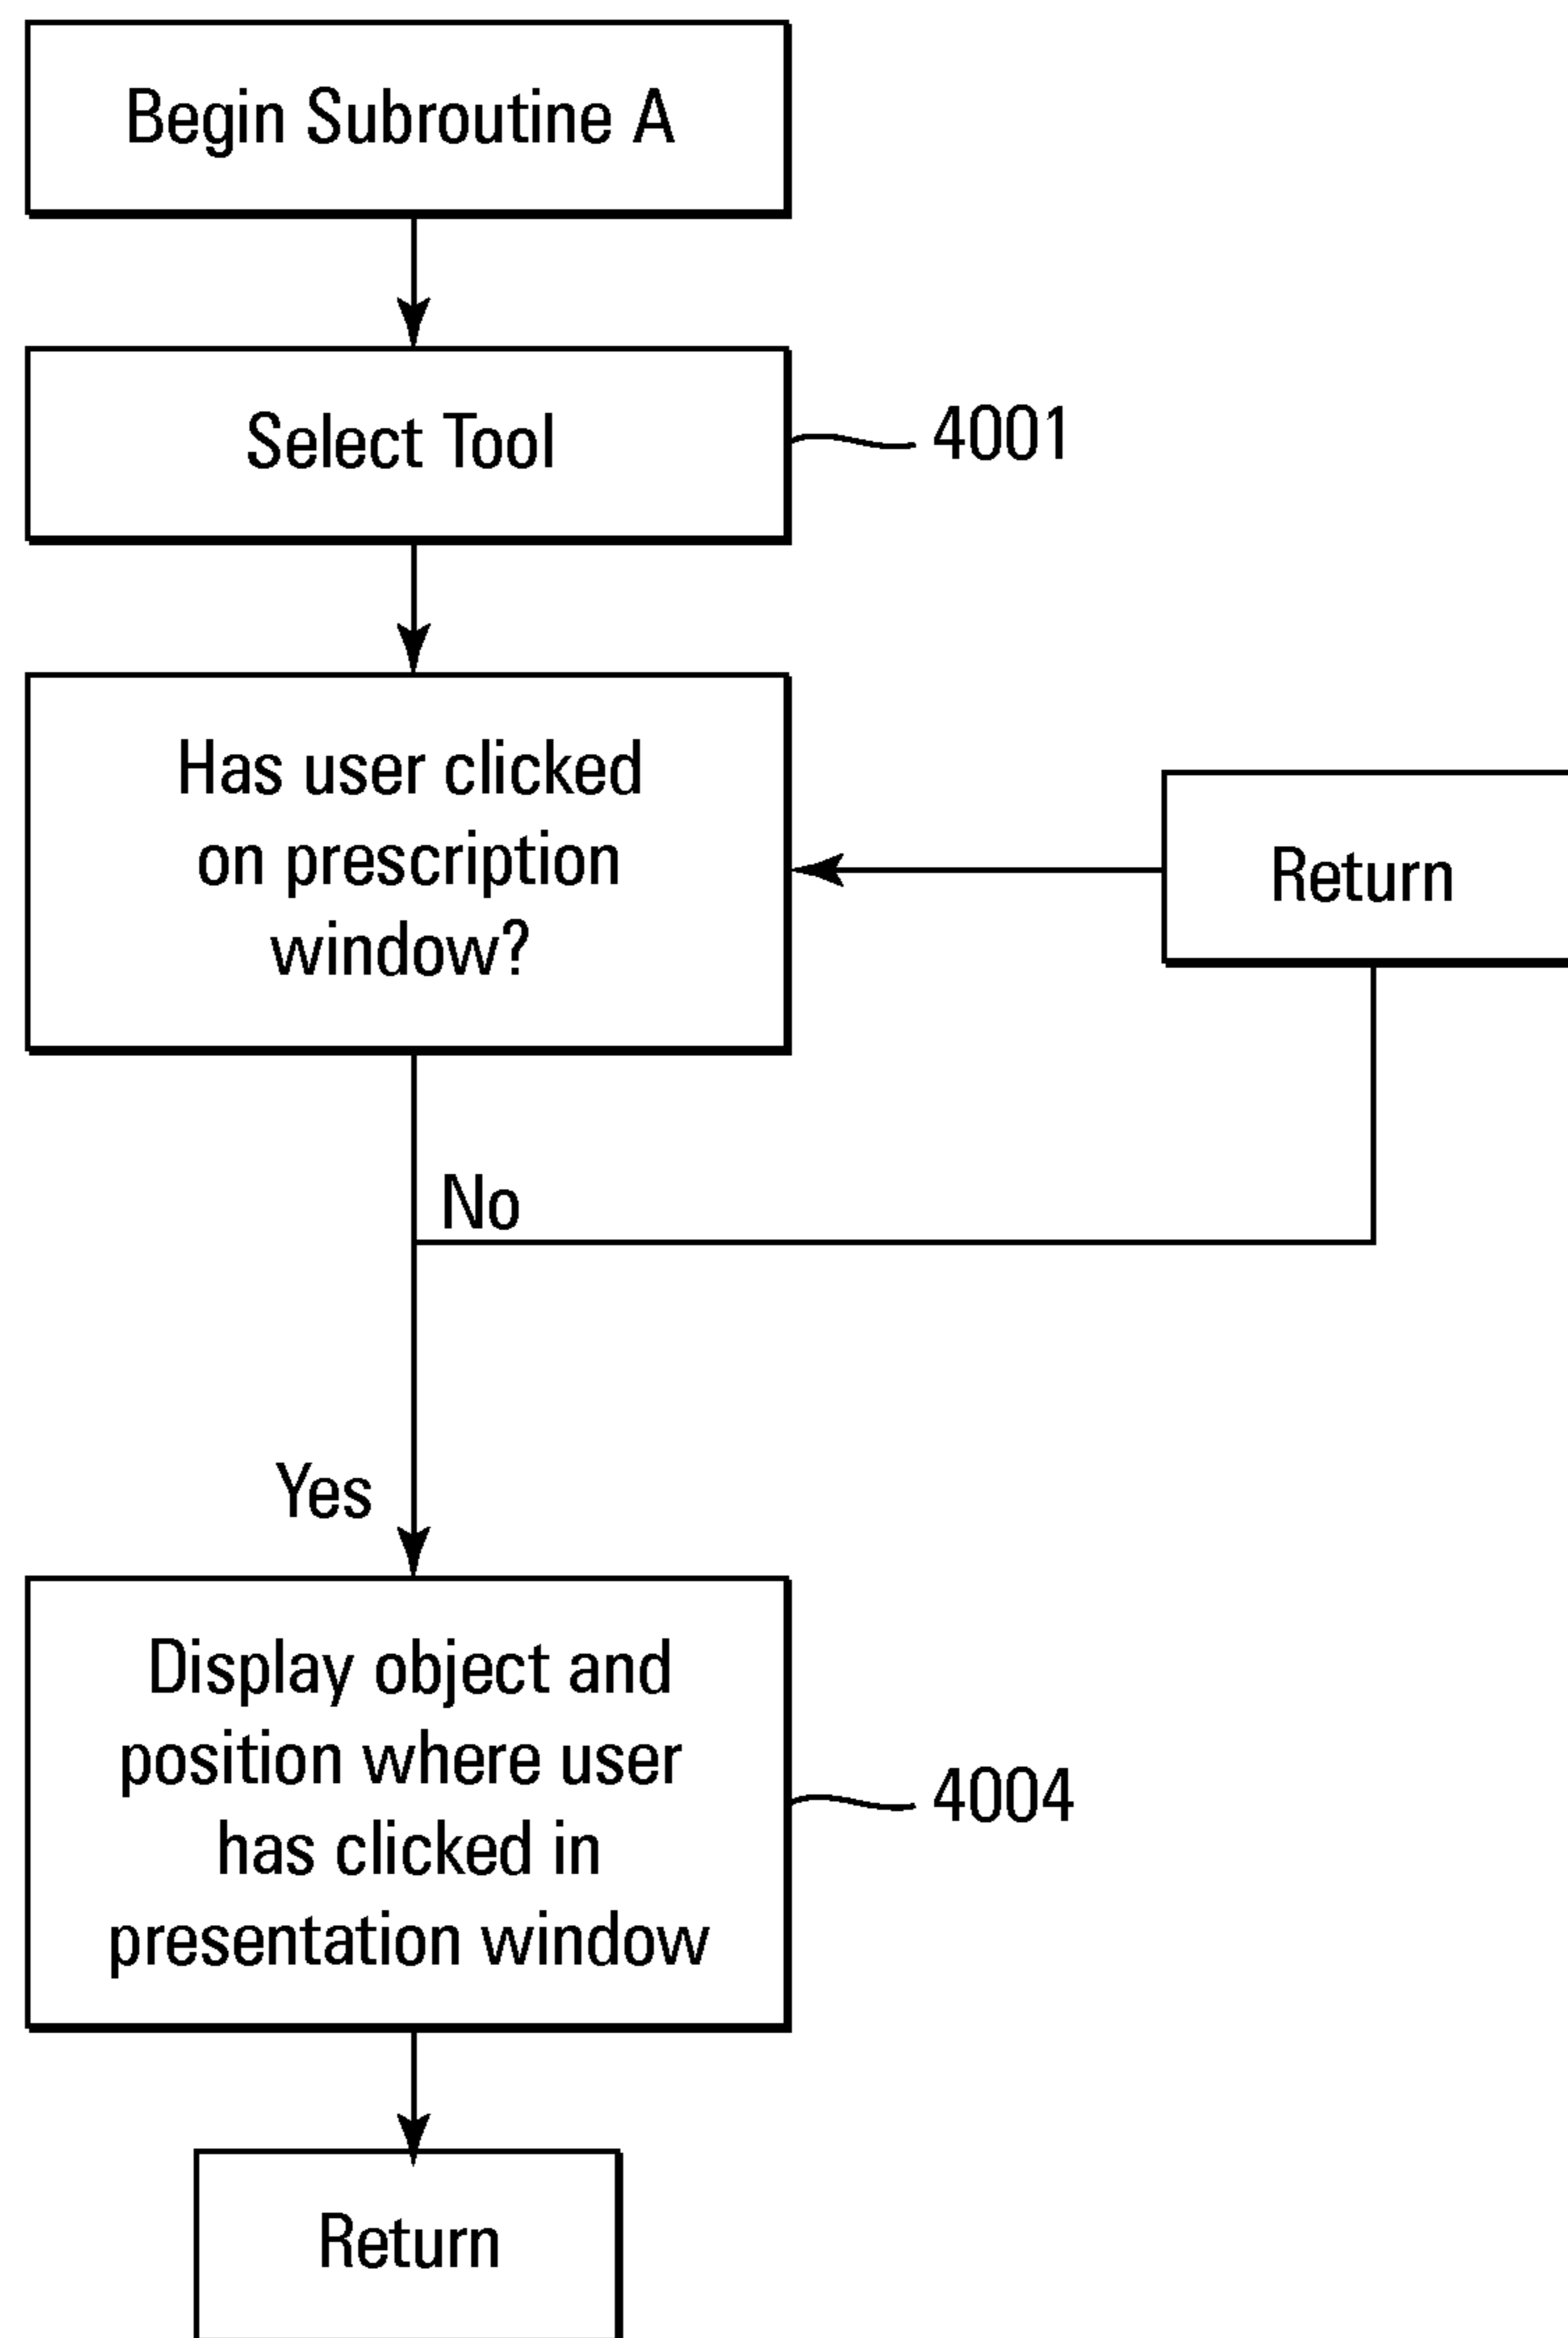 Begin Subroutine A
Select Tool
4001
Has user clicked
on prescription
window?
Return
No
Yes
Display object and
position where user
has clicked in
presentation window
4004
Return